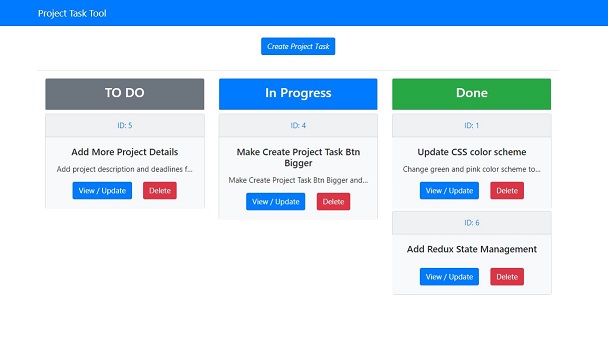 Project Task Tool
Create Project Task
TO DO
ID: 5
Add More Project Details
Add project description and deadlines f...
View / Update
Delete
In Progress
ID: 4
Make Create Project Task Btn
Bigger
Make Create Project Task Btn Bigger and...
View / Update
Delete
Done
ID: 1
Update CSS color scheme
Change green and pink color scheme to...
View / Update
Delete
ID: 6
Add Redux State Management
View / Update
Delete